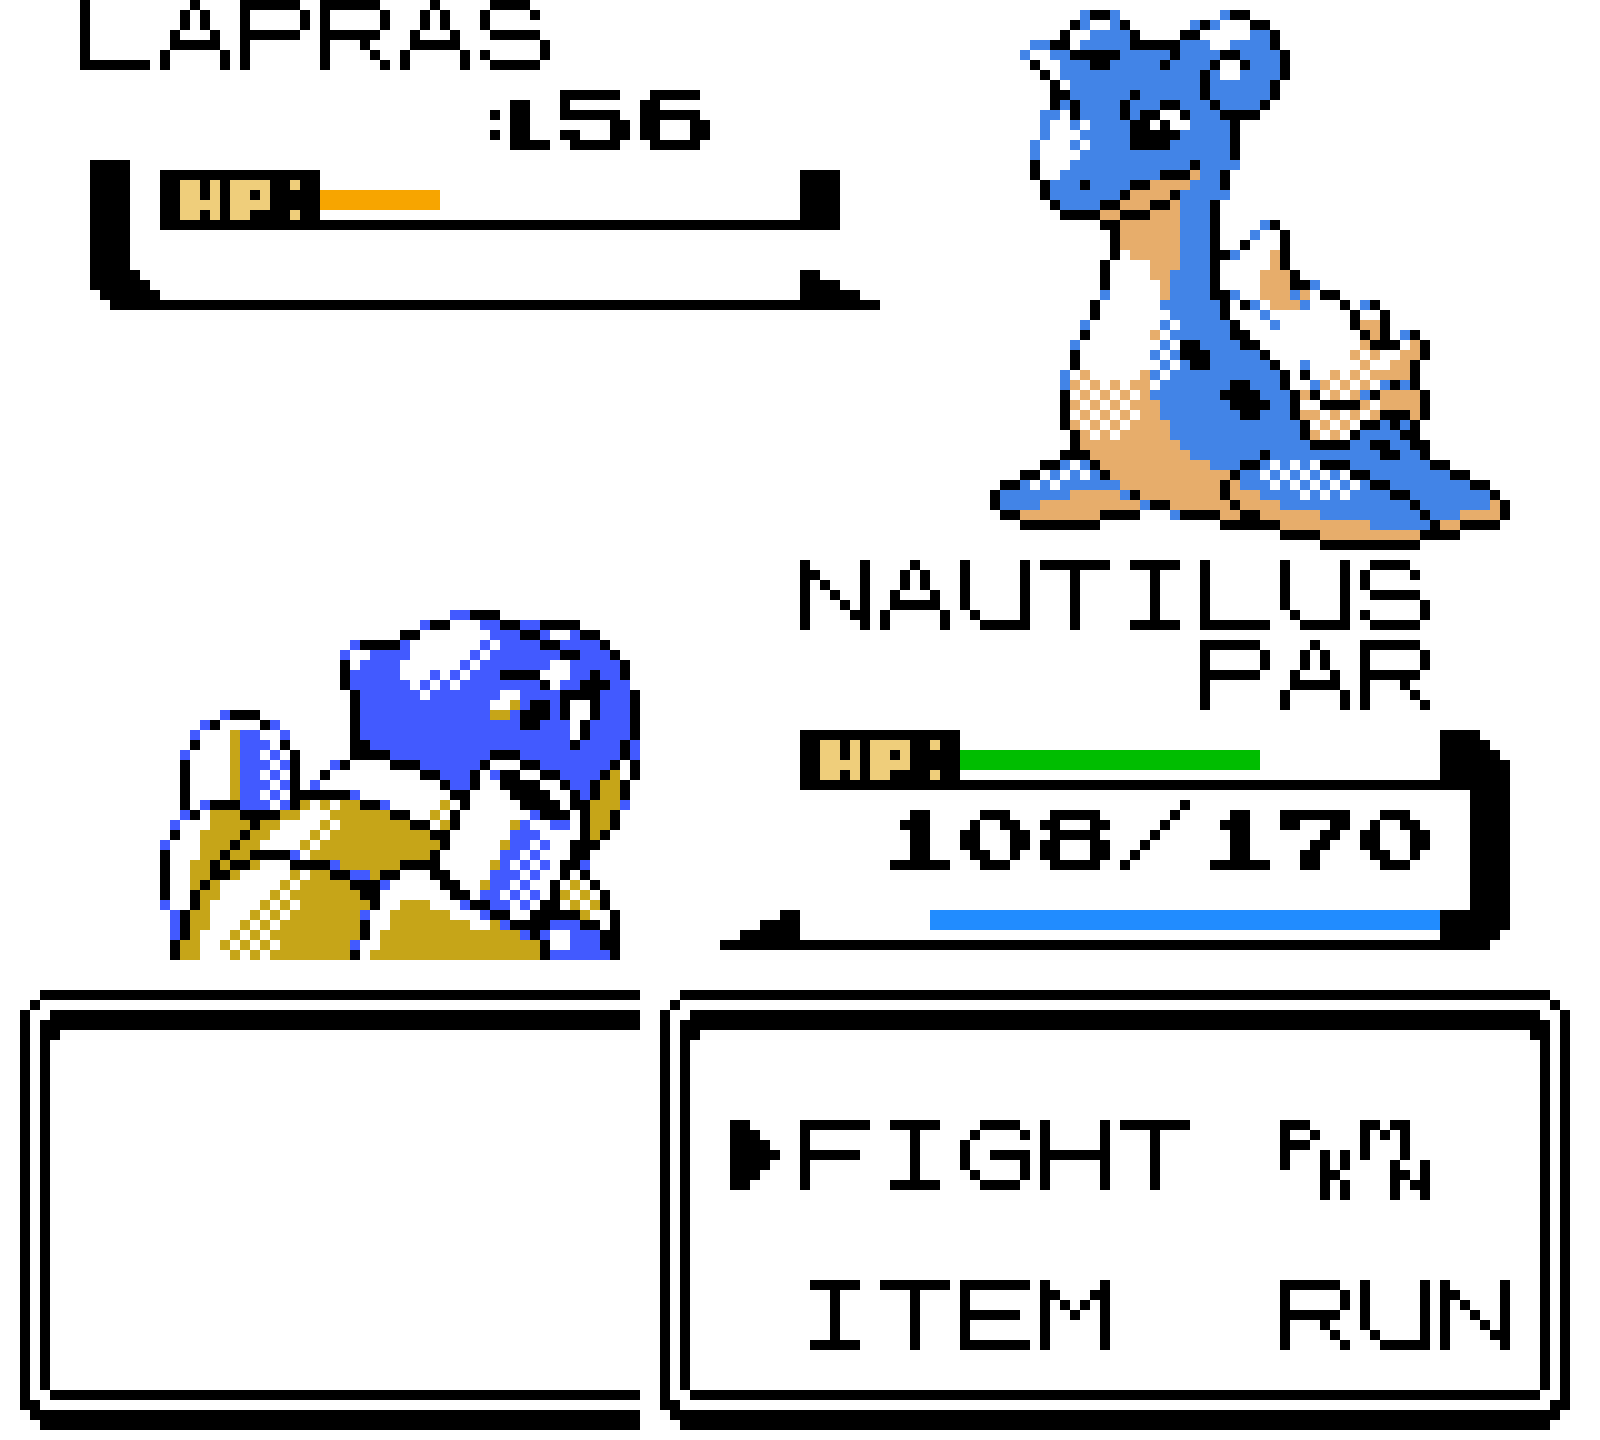 LAPRAS
:L56
HP:
NAUTILUS
PAR
HP:
108/170
FIGHT PKMN
ITEM RUN